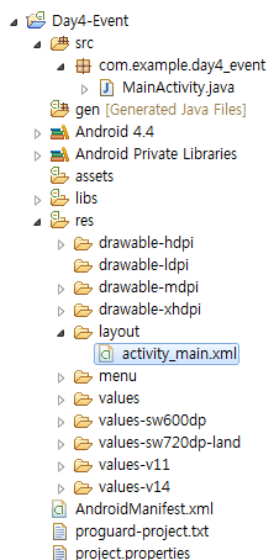 Day4-Event
src
com.example.day4_event
MainActivity.java
gen [Generated Java Files]
Android 4.4
Android Private Libraries
assets
libs
res
drawable-hdpi
drawable-ldpi
drawable-mdpi
drawable-xhdpi
layout
activity_main.xml
menu
values
values-sw600dp
values-sw720dp-land
values-v11
values-v14
AndroidManifest.xml
proguard-project.txt
project.properties